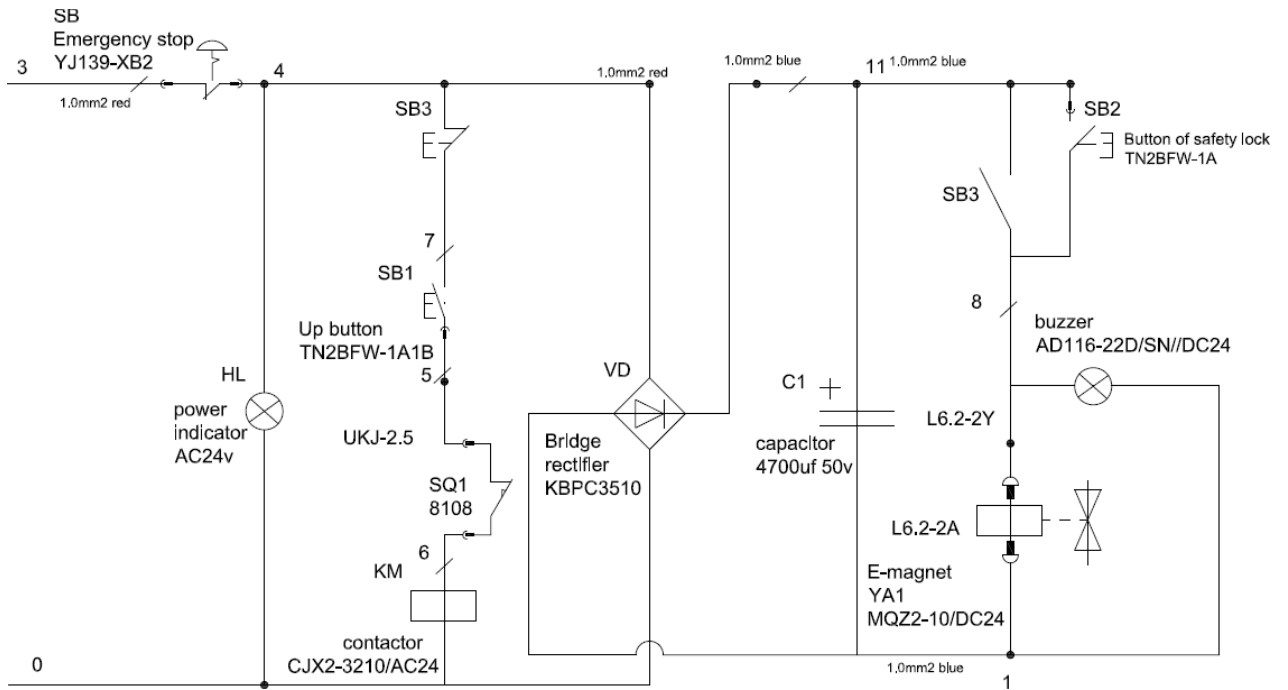 SB
Emergency stop
YJ139-XB2
3
1.0mm2 red
4
1.0mm2 red
1.0mm2 blue
11
1.0mm2 blue
SB3
SB2
Button of safety lock
TN2BFW-1A
SB3
7
SB1
Up button
TN2BFW-1A1B
5
8
buzzer
AD116-22D/SN//DC24
HL
power
indicator
AC24v
VD
C1
+
UKJ-2.5
Bridge
rectifier
KBPC3510
capacitor
4700uf 50v
L6.2-2Y
SQ1
8108
L6.2-2A
6
KM
E-magnet
YA1
MQZ2-10/DC24
contactor
CJX2-3210/AC24
0
1.0mm2 blue
1